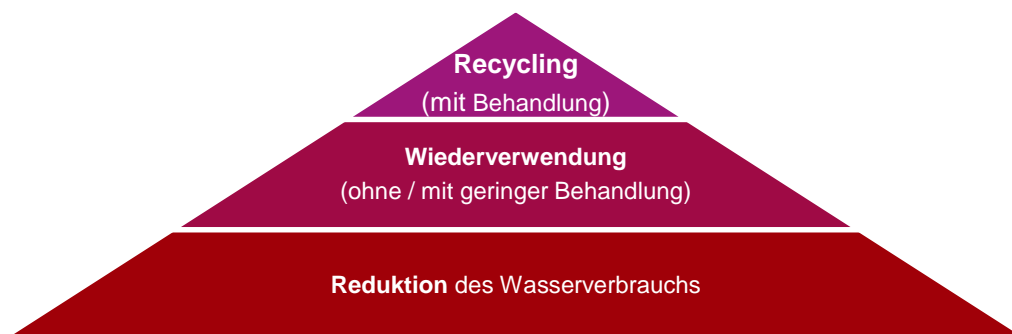 Recycling
(mit Behandlung)
Wiederverwendung
(ohne / mit geringer Behandlung)
Reduktion des Wasserverbrauchs